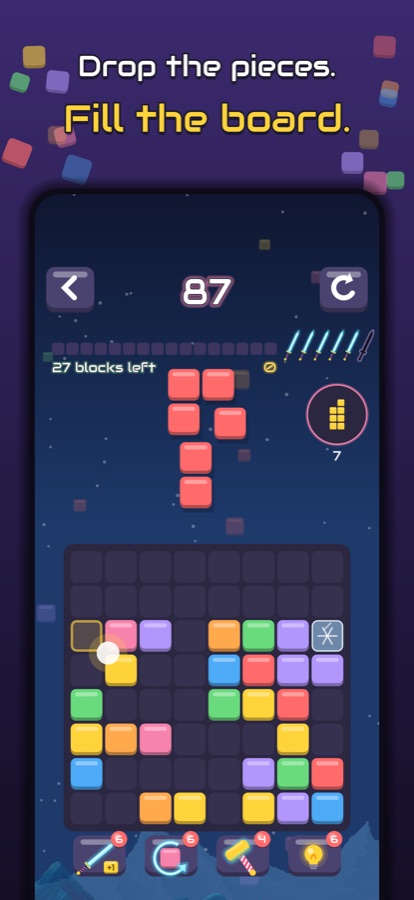 Drop the pieces.
Fill the board.
87
27 blocks left
0
7
6
+1
6
4
6